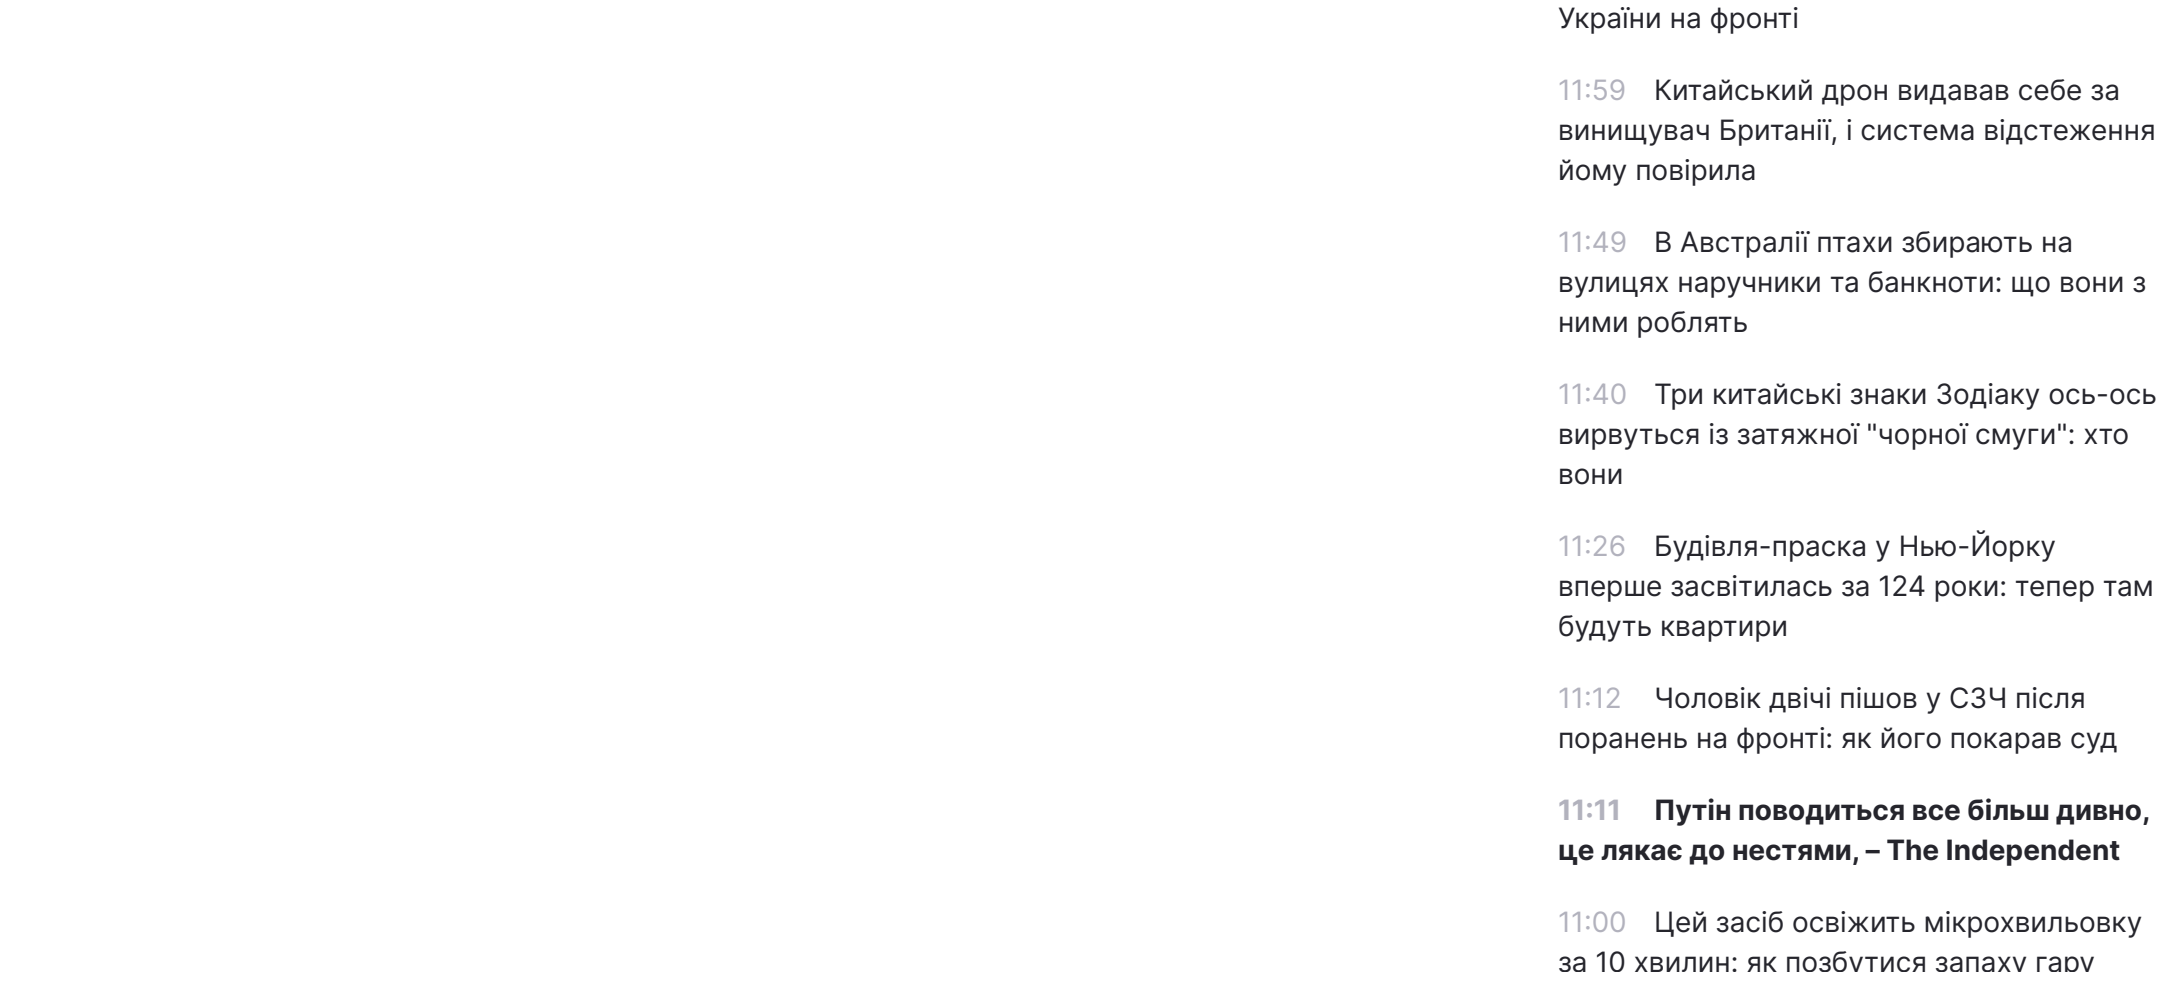 України на фронті
11:59 Китайський дрон видавав себе за
винищувач Британії, і система відстеження
йому повірила
11:49 В Австралії птахи збирають на
вулицях наручники та банкноти: що вони з
ними роблять
11:40 Три китайські знаки Зодіаку ось-ось
вирвуться із затяжної "чорної смуги": хто
вони
11:26 Будівля-праска у Нью-Йорку
вперше засвітилась за 124 роки: тепер там
будуть квартири
11:12 Чоловік двічі пішов у СЗЧ після
поранень на фронті: як його покарав суд
11:11 Путін поводиться все більш дивно,
це лякає до нестями, – The Independent
11:00 Цей засіб освіжить мікрохвильовку
за 10 хвилин: як позбутися запаху гару